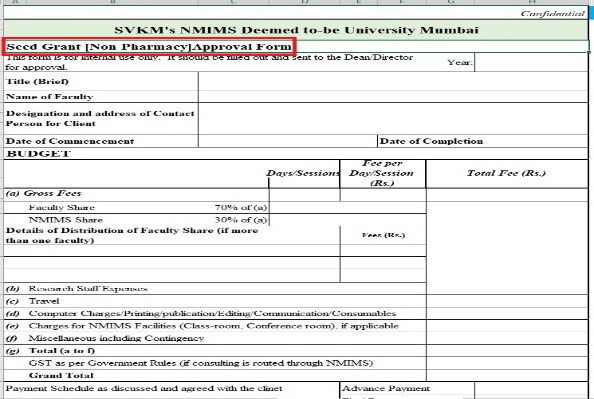 A B C D E F G H
Confidential
SVKM's NMIMS Deemed to-be University Mumbai
Seed Grant [Non Pharmacy]Approval Form
This form is for internal use only. It should be filled out and sent to the Dean/Director
for approval.
Year:
Title (Brief)
Name of Faculty
Designation and address of Contact
Person for Client
Date of Commencement Date of Completion
BUDGET
Days/Sessions Fee per Day/Session (Rs.) Total Fee (Rs.)
(a) Gross Fees
Faculty Share 70% of (a)
NMIMS Share 30% of (a)
Details of Distribution of Faculty Share (if more
than one faculty) Fees (Rs.)
(b) Research Staff Expenses
(c) Travel
(d) Computer Charges/Printing/publication/Editing/Communication/Consumables
(e) Charges for NMIMS Facilities (Class-room, Conference room), if applicable
(f) Miscellaneous including Contingency
(g) Total (a to f)
GST as per Government Rules (if consulting is routed through NMIMS)
Grand Total
Payment Schedule as discussed and agreed with the clinet Advance Payment